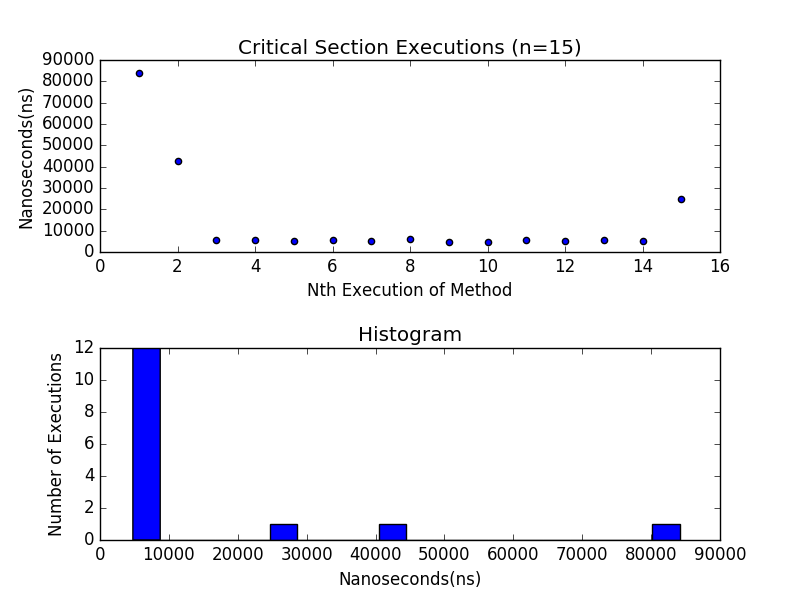 Critical Section Executions (n=15)
90000
80000
70000
60000
50000
40000
30000
20000
10000
0
Nanoseconds(ns)
0 2 4 6 8 10 12 14 16
Nth Execution of Method
Histogram
12
10
8
6
4
2
0
Number of Executions
0 10000 20000 30000 40000 50000 60000 70000 80000 90000
Nanoseconds(ns)